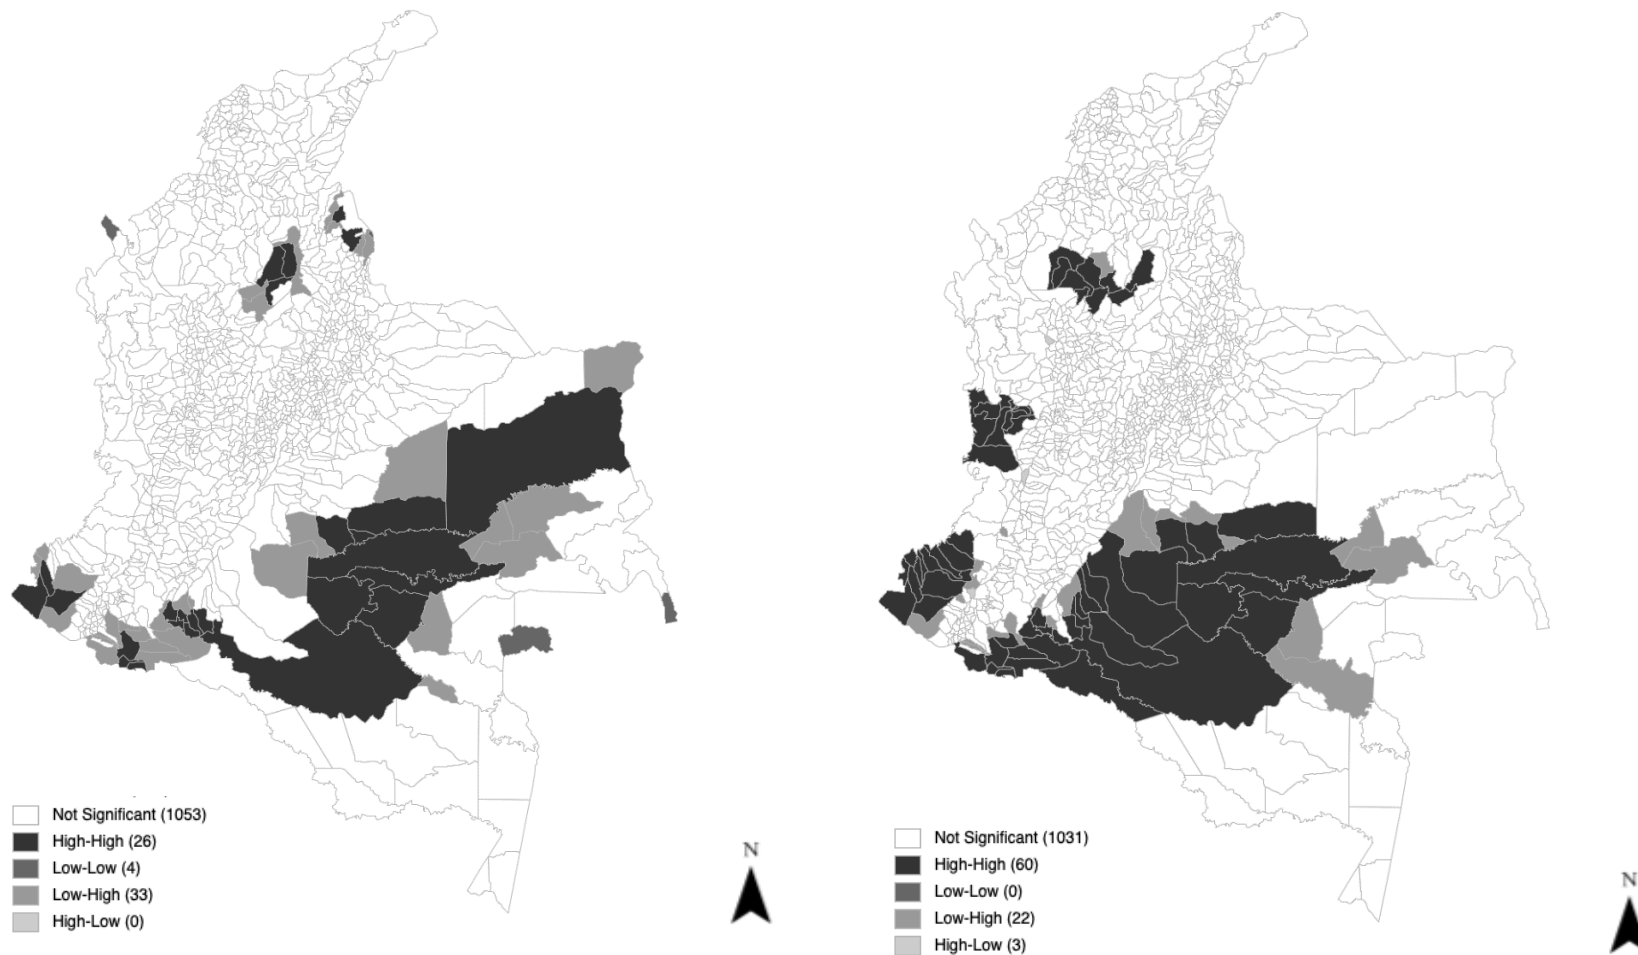 Not Significant (1053)
High-High (26)
Low-Low (4)
Low-High (33)
High-Low (0)
N
Not Significant (1031)
High-High (60)
Low-Low (0)
Low-High (22)
High-Low (3)
N